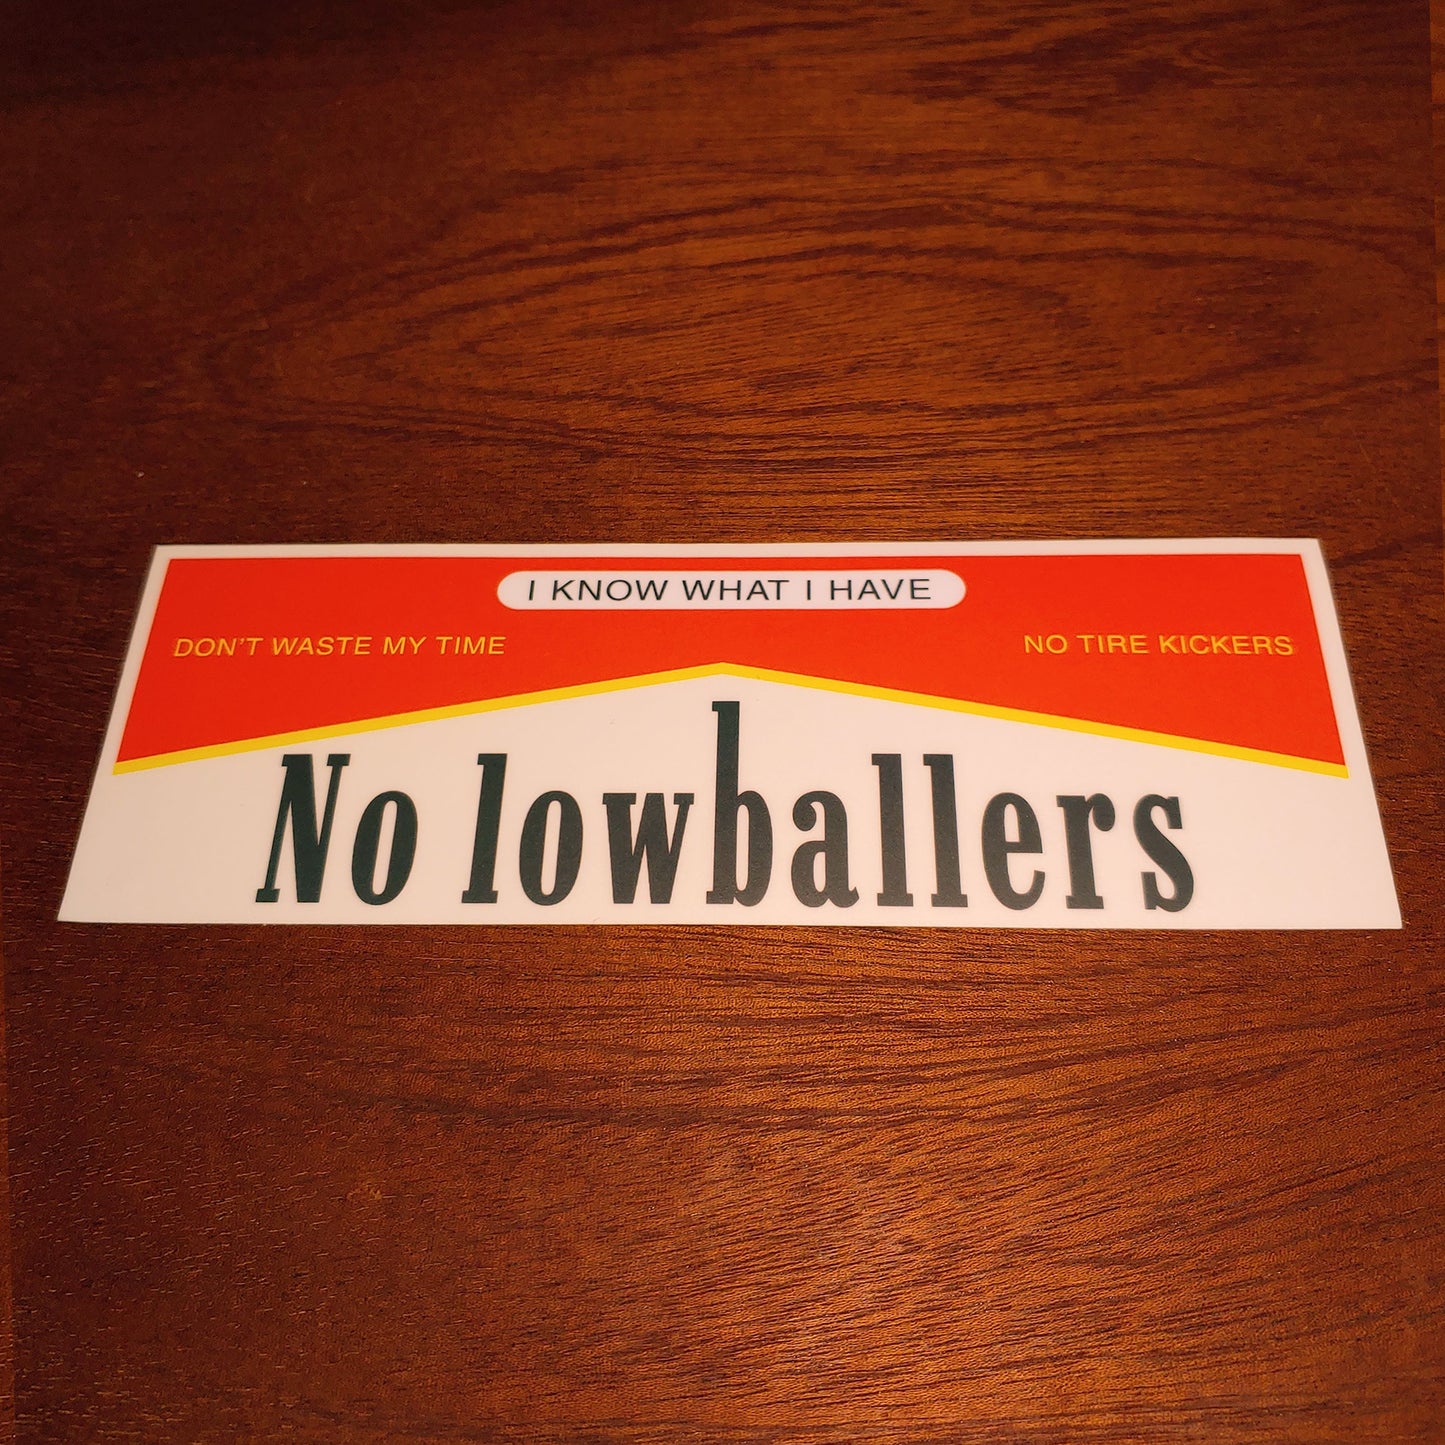 I KNOW WHAT I HAVE
DON'T WASTE MY TIME
NO TIRE KICKERS
No lowballers